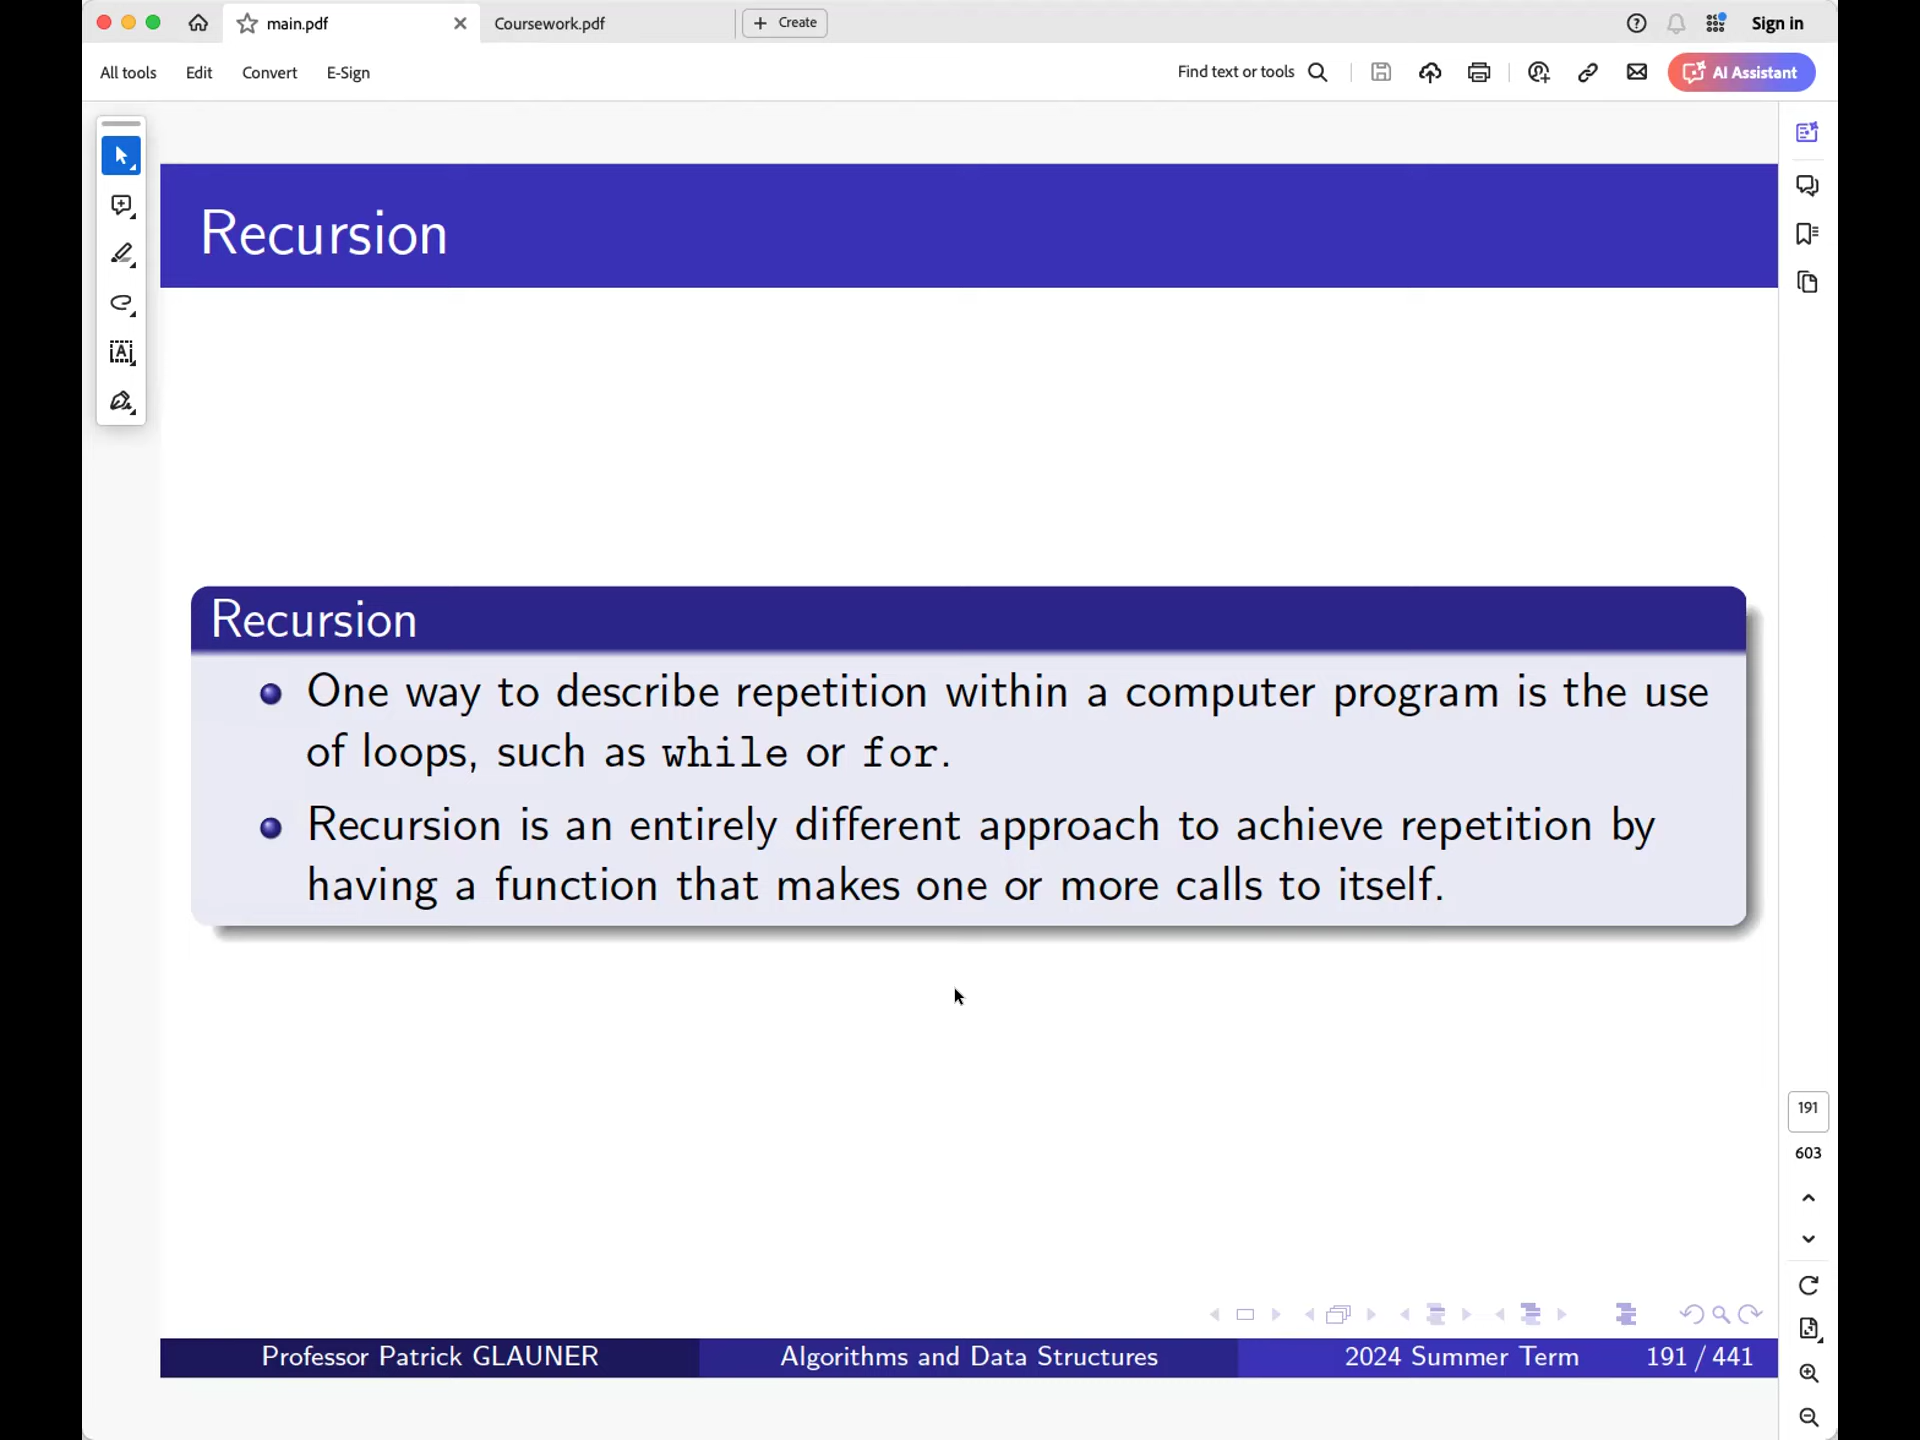 main.pdf
Coursework.pdf
Create
Sign in
All tools
Edit
Convert
E-Sign
Find text or tools
AI Assistant
Recursion
Recursion
One way to describe repetition within a computer program is the use
of loops, such as while or for.
Recursion is an entirely different approach to achieve repetition by
having a function that makes one or more calls to itself.
191
603
Professor Patrick GLAUNER
Algorithms and Data Structures
2024 Summer Term
191 / 441